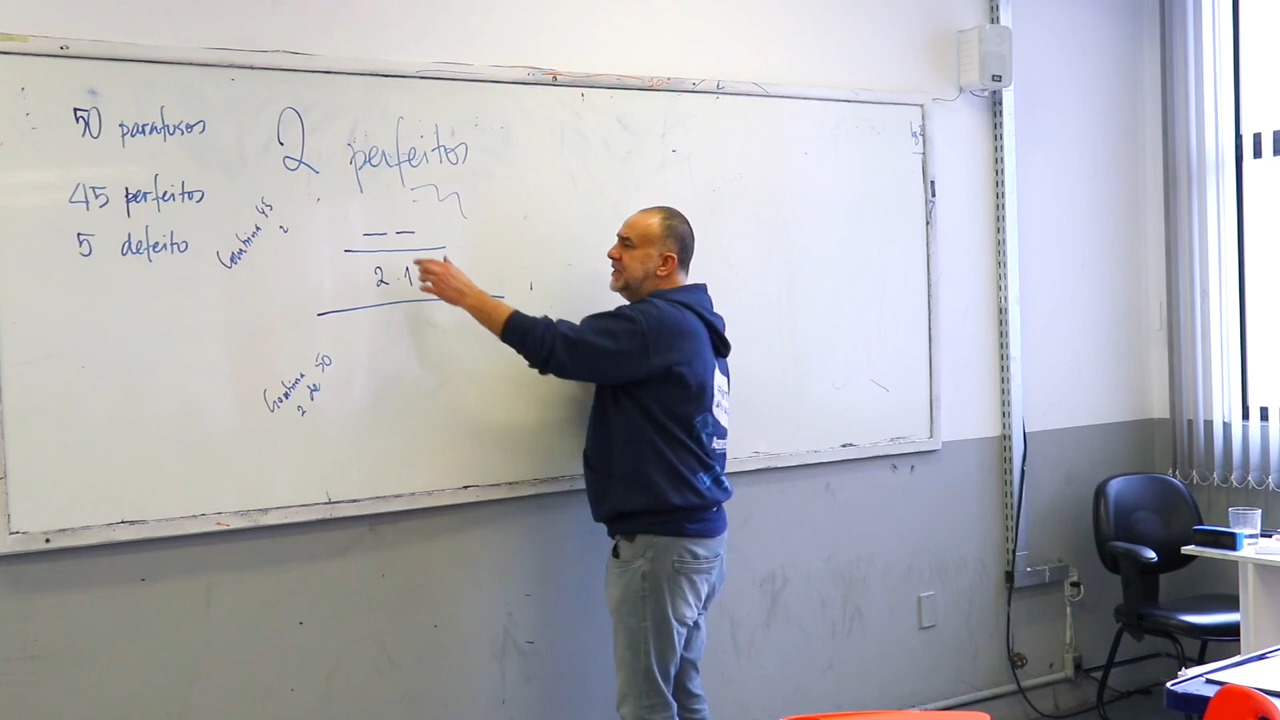 50 parafusos
45 perfeitos
5 defeito
2 perfeitos
Combina 45
2
2 . 1
Combina 50
2 de